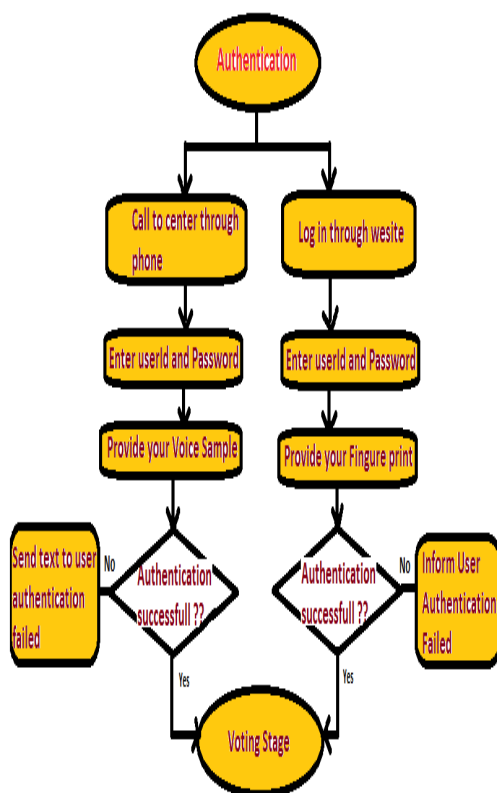 Authentication
Call to center through
phone
Log in through wesite
Enter userId and Password
Enter userId and Password
Provide your Voice Sample
Provide your Fingure print
Send text to user
authentication
failed
No
Authentication
successfull ??
Authentication
successfull ??
No
Inform User
Authentication
Failed
Yes
Yes
Voting Stage